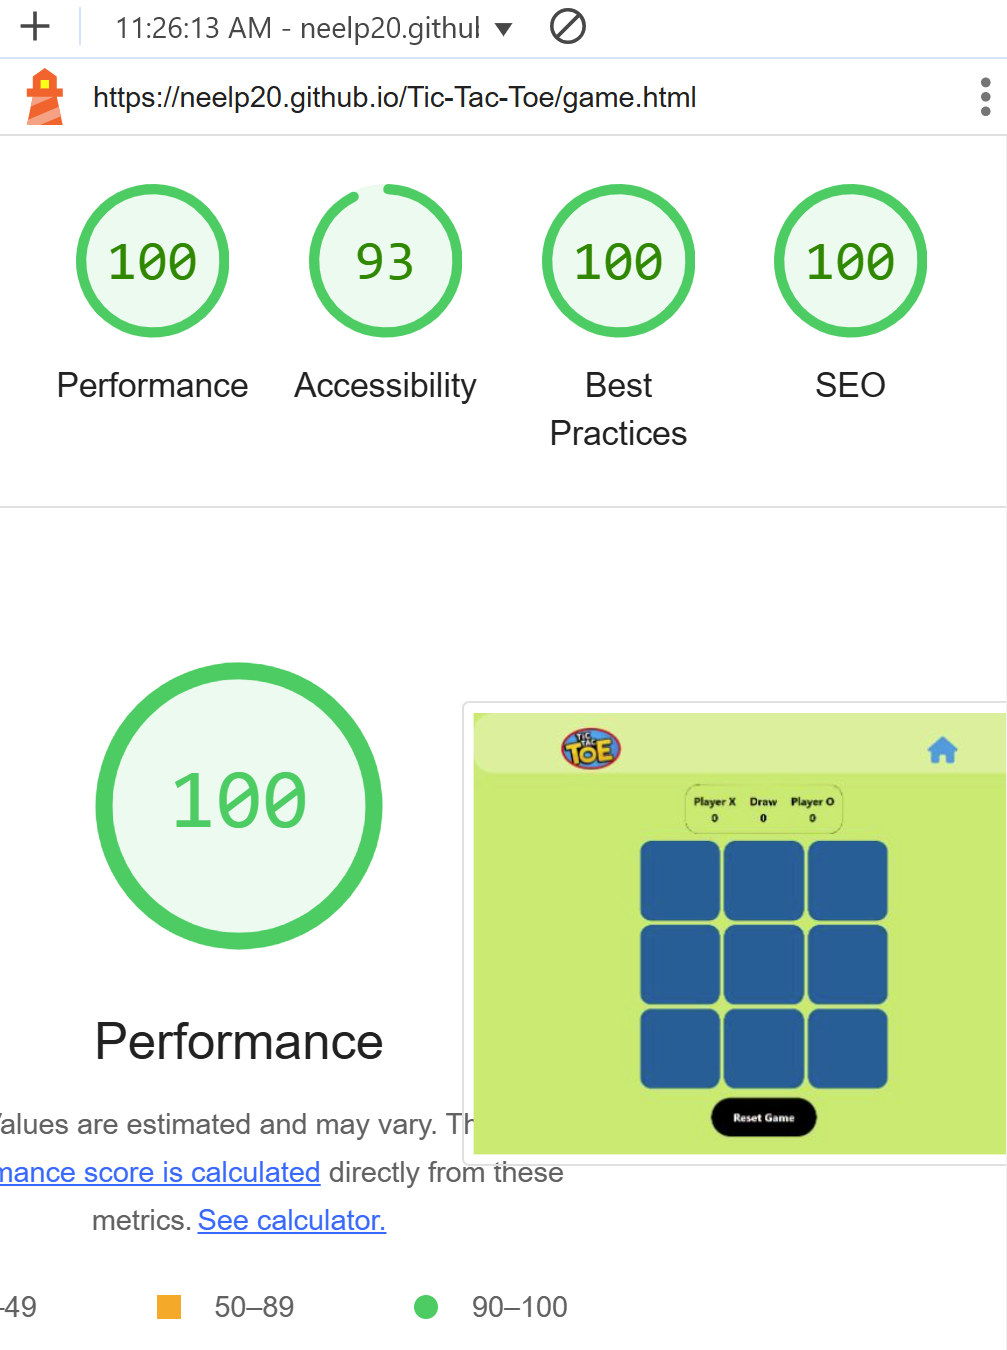 11:26:13 AM - neelp20.githul
https://neelp20.github.io/Tic-Tac-Toe/game.html
100
93
100
100
Performance
Accessibility
Best
Practices
SEO
100
TIC
TAC
TOE
Player X Draw Player O
0 0 0
Reset Game
Performance
alues are estimated and may vary. Th
mance score is calculated directly from these
metrics. See calculator.
–49
50–89
90–100